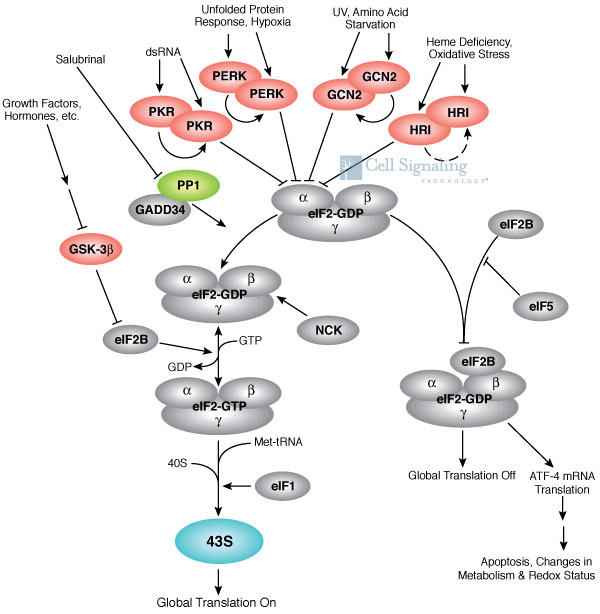 Unfolded Protein
Response, Hypoxia
UV, Amino Acid
Starvation
Heme Deficiency,
Oxidative Stress
Salubrinal
dsRNA
Growth Factors,
Hormones, etc.
PERK
PERK
GCN2
GCN2
PKR
PKR
HRI
HRI
Cell Signaling
TECHNOLOGY®
PP1
GADD34
α
β
eIF2-GDP
γ
GSK-3β
eIF2B
eIF5
α
β
eIF2-GDP
γ
NCK
eIF2B
GTP
GDP
eIF2B
α
β
eIF2-GDP
γ
α
β
eIF2-GTP
γ
Met-tRNA
40S
eIF1
Global Translation Off
ATF-4 mRNA
Translation
43S
Apoptosis, Changes in
Metabolism & Redox Status
Global Translation On